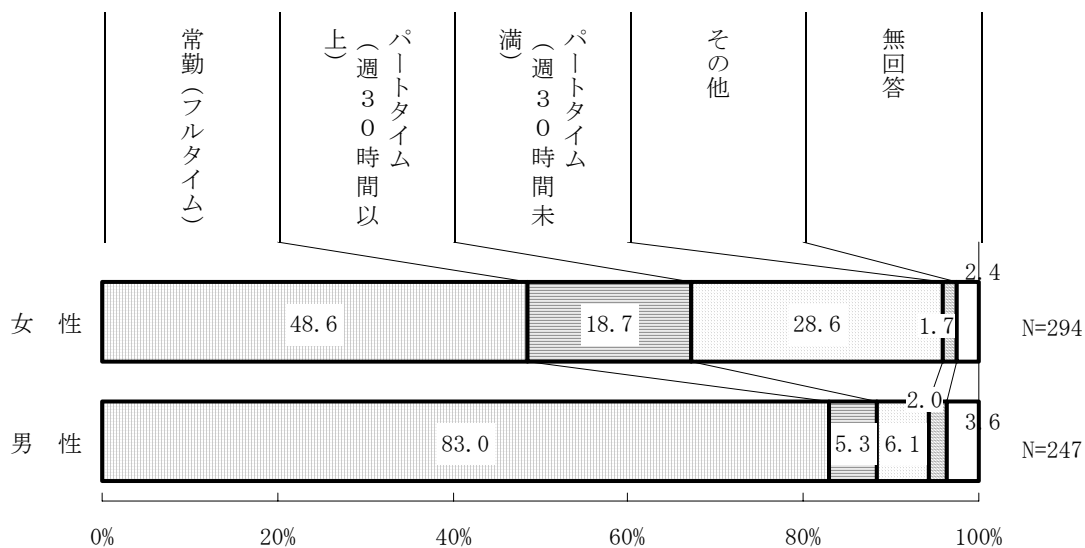 常勤(フルタイム)
パートタイム
(週30時間以
上)
パートタイム
(週30時間未
満)
その他
無回答
2.4
女 性
48.6
18.7
28.6
1.7
N=294
2.0
3.6
男 性
83.0
5.3
6.1
N=247
0%
20%
40%
60%
80%
100%